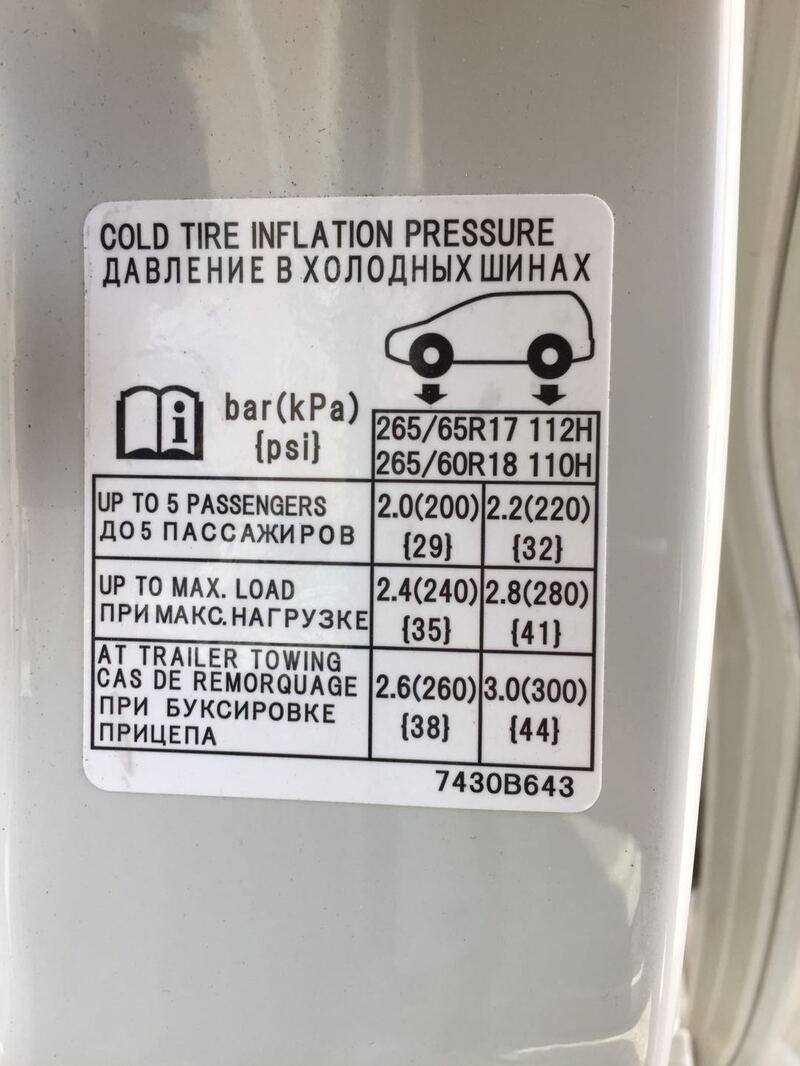 COLD TIRE INFLATION PRESSURE
ДАВЛЕНИЕ В ХОЛОДНЫХ ШИНАХ
bar(kPa)
{psi}
265/65R17 112H
265/60R18 110H
UP TO 5 PASSENGERS
ДО 5 ПАССАЖИРОВ
2.0(200) 2.2(220)
{29} {32}
UP TO MAX. LOAD
ПРИ МАКС. НАГРУЗКЕ
2.4(240) 2.8(280)
{35} {41}
AT TRAILER TOWING
CAS DE REMORQUAGE
ПРИ БУКСИРОВКЕ
ПРИЦЕПА
2.6(260) 3.0(300)
{38} {44}
7430B643